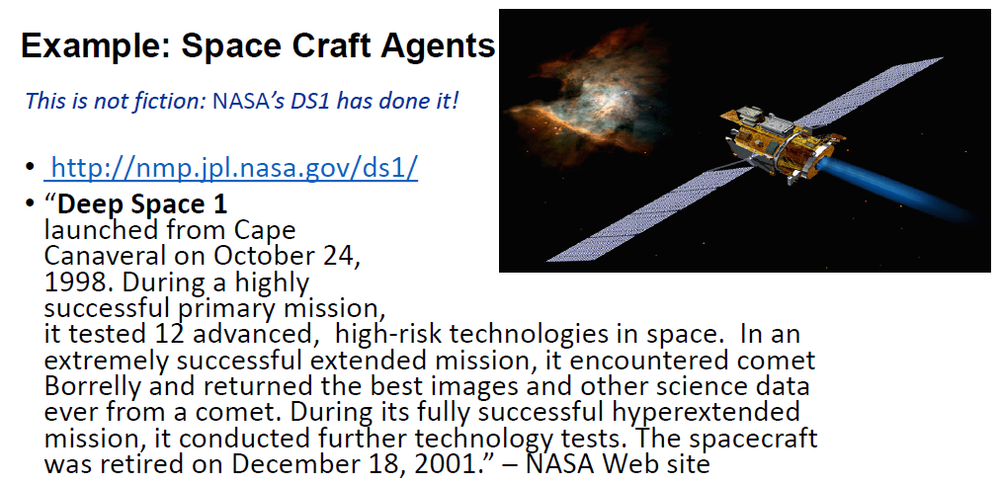 Example: Space Craft Agents
This is not fiction: NASA’s DS1 has done it!
• http://nmp.jpl.nasa.gov/ds1/
• “Deep Space 1
launched from Cape
Canaveral on October 24,
1998. During a highly
successful primary mission,
it tested 12 advanced,  high-risk technologies in space.  In an
extremely successful extended mission, it encountered comet
Borrelly and returned the best images and other science data
ever from a comet. During its fully successful hyperextended
mission, it conducted further technology tests. The spacecraft
was retired on December 18, 2001.” – NASA Web site